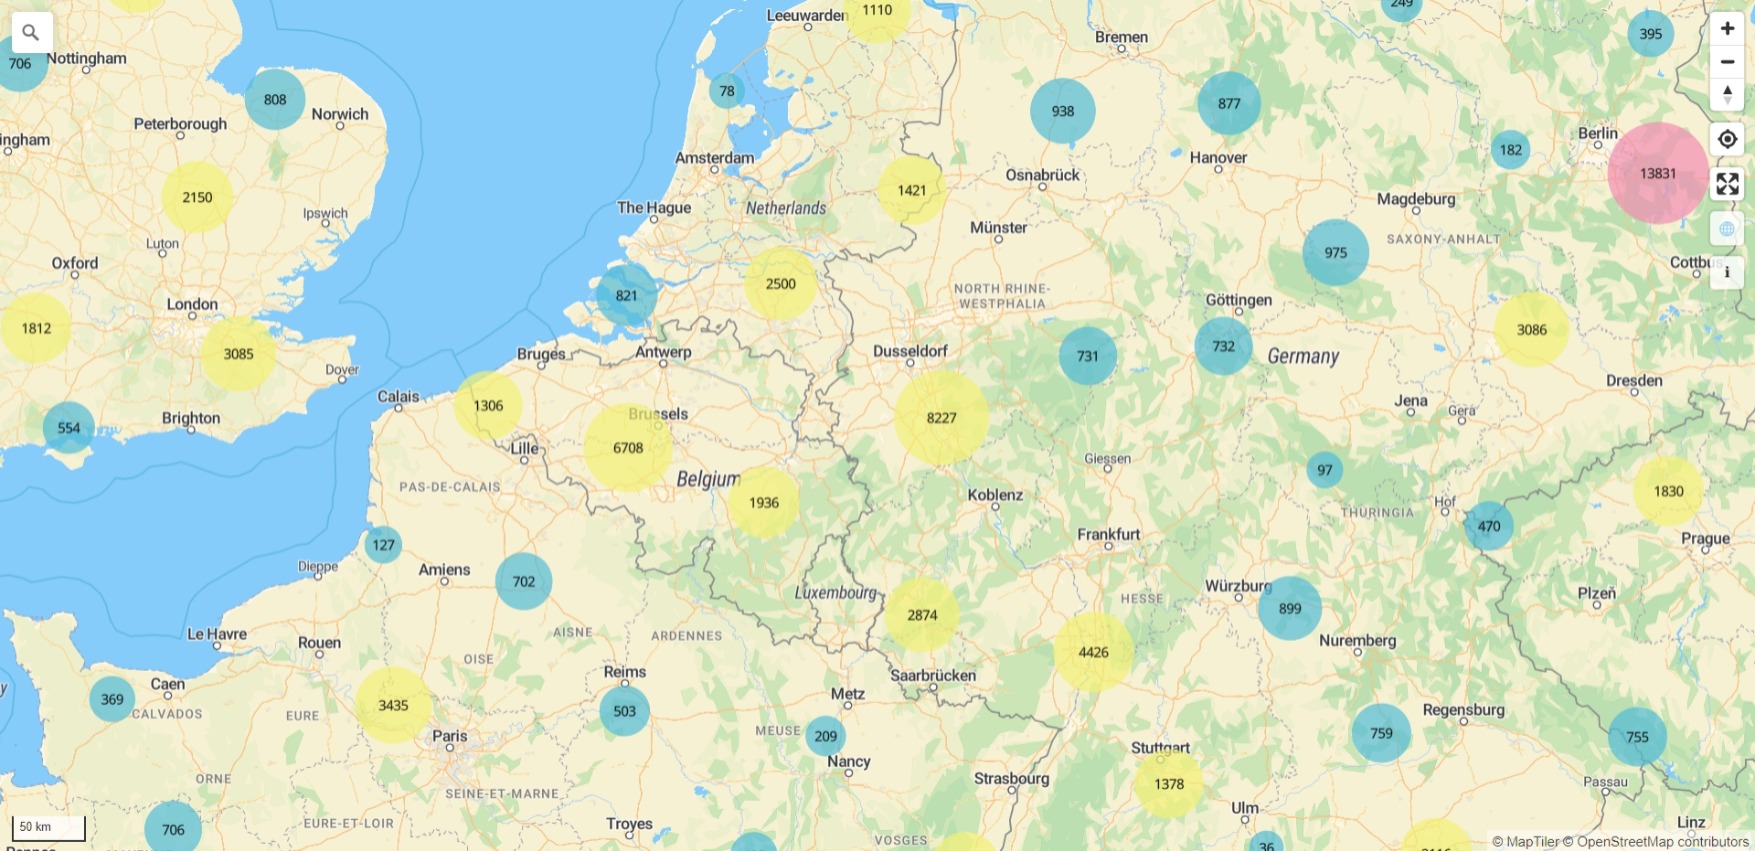 Leeuwarden
1110
249
Bremen
395
706
Nottingham
78
808
938
877
Norwich
Peterborough
ingham
Berlin
182
Amsterdam
Hanover
13831
Osnabrück
2150
1421
Magdeburg
The Hague
Netherlands
Ipswich
Münster
Luton
SAXONY-ANHALT
975
Oxford
Cottbus
i
2500
821
NORTH RHINE-
WESTPHALIA
London
Göttingen
1812
3086
3085
Bruges
Antwerp
Dusseldorf
731
732
Germany
Dover
Dresden
Calais
1306
Jena
Gera
Brighton
Brussels
8227
554
Lille
6708
Giessen
97
Belgium
PAS-DE-CALAIS
1936
Koblenz
1830
Hof
THURINGIA
470
127
Frankfurt
Prague
Dieppe
Amiens
702
Luxembourg
Würzburg
Plzeň
HESSE
899
2874
Le Havre
AISNE
ARDENNES
Rouen
Nuremberg
4426
OISE
Reims
Saarbrücken
Caen
369
Metz
CALVADOS
EURE
3435
503
Regensburg
MEUSE
209
Paris
759
755
Stuttgart
Nancy
ORNE
Strasbourg
1378
Passau
SEINE-ET-MARNE
Ulm
EURE-ET-LOIR
Troyes
Linz
50 km
706
VOSGES
36
2116
© MapTiler © OpenStreetMap contributors